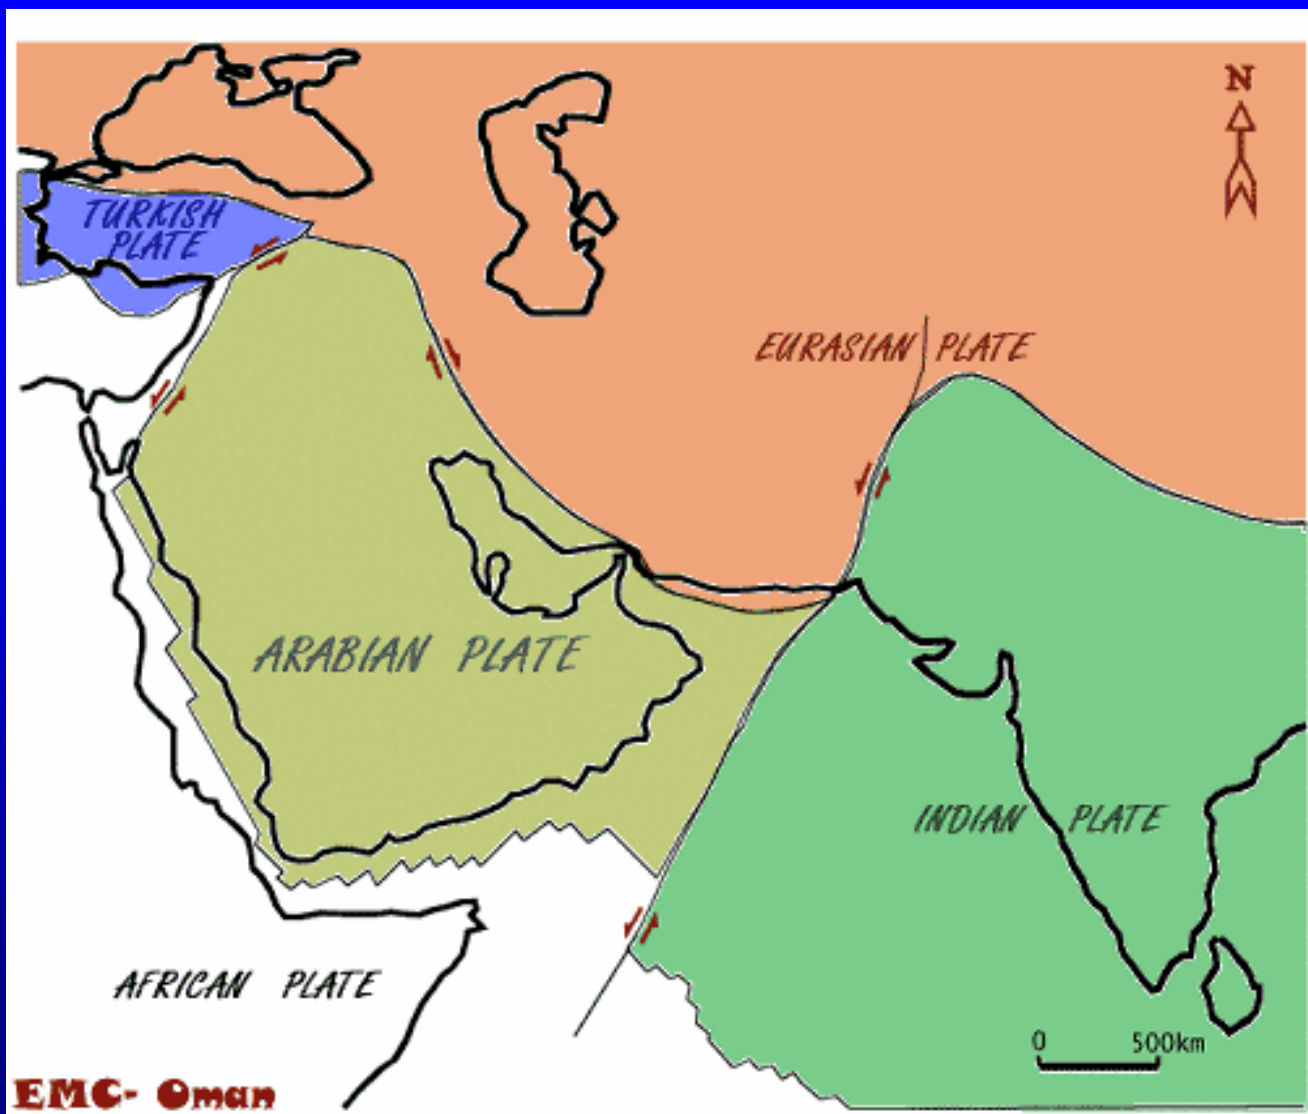 N
TURKISH
PLATE
EURASIAN PLATE
ARABIAN PLATE
INDIAN PLATE
AFRICAN PLATE
0 500km
EMC- Oman